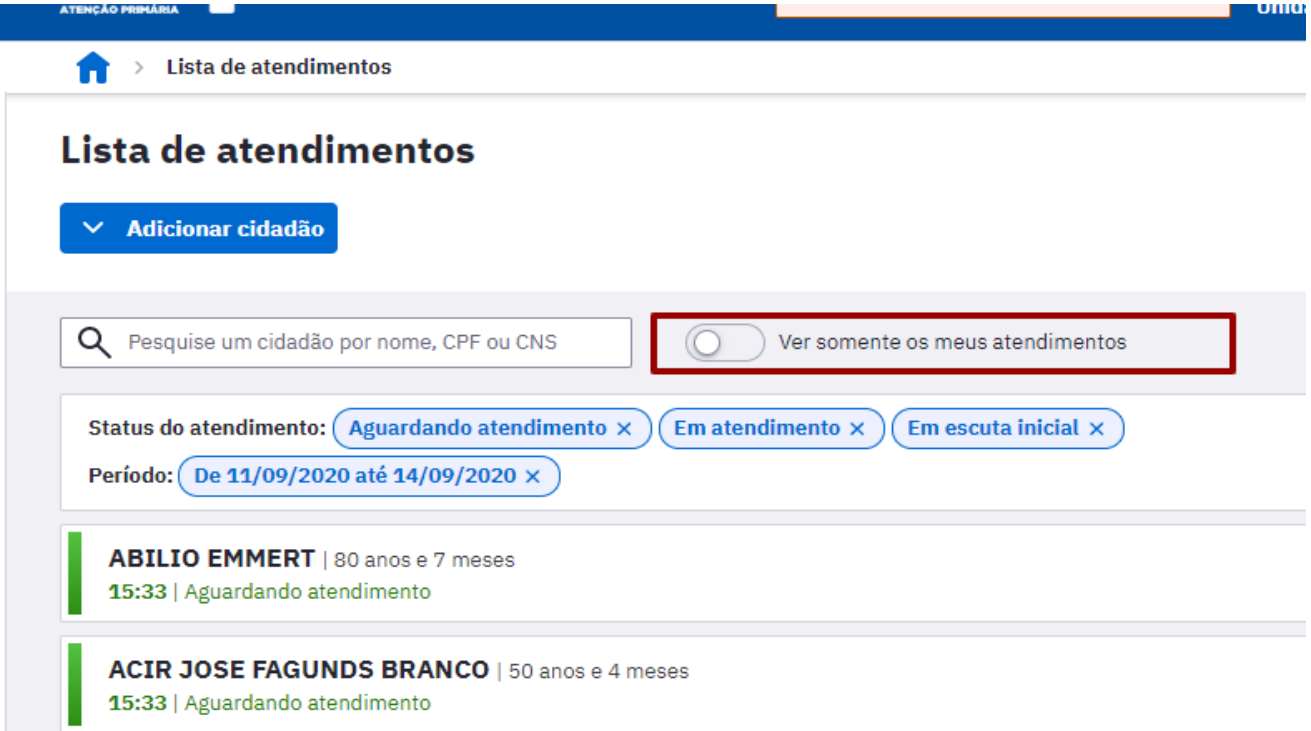 ATENÇÃO PRIMÁRIA
Lista de atendimentos
Lista de atendimentos
Adicionar cidadão
Pesquise um cidadão por nome, CPF ou CNS
Ver somente os meus atendimentos
Status do atendimento: Aguardando atendimento × Em atendimento × Em escuta inicial ×
Período: De 11/09/2020 até 14/09/2020 ×
ABILIO EMMERT | 80 anos e 7 meses
15:33 | Aguardando atendimento
ACIR JOSE FAGUNDS BRANCO | 50 anos e 4 meses
15:33 | Aguardando atendimento